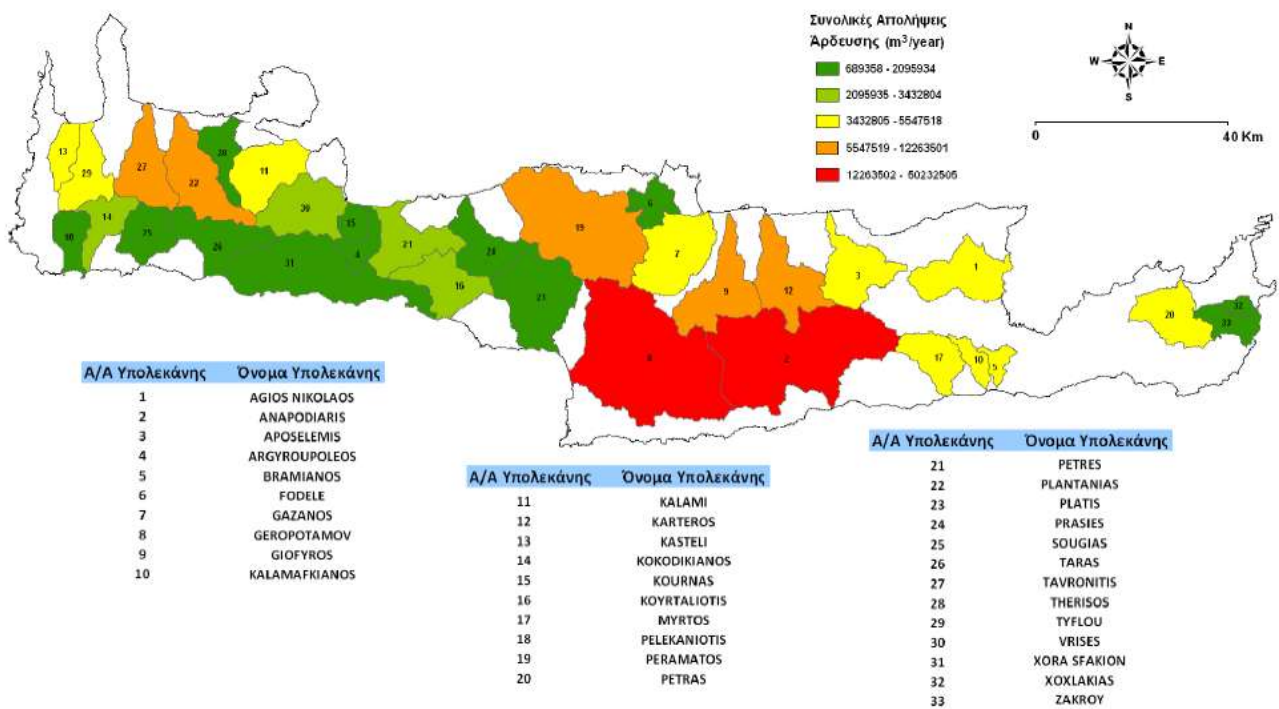 Συνολικές Απολήψεις
Άρδευσης (m³/year)
689358 - 2095934
2095935 - 3432804
3432805 - 5547518
5547519 - 12263501
12263502 - 50232505
N
W E
S
0 40 Km
13
29
27
22
28
11
14
18
25
26
30
15
31
4
21
16
24
23
19
6
7
8
9
12
2
3
1
17
10
5
20
32
33
Α/Α Υπολεκάνης Όνομα Υπολεκάνης
1 AGIOS NIKOLAOS
2 ANAPODIARIS
3 APOSELEMIS
4 ARGYROUPOLEOS
5 BRAMIANOS
6 FODELE
7 GAZANOS
8 GEROPOTAMOV
9 GIOFYROS
10 KALAMAFKIANOS
Α/Α Υπολεκάνης Όνομα Υπολεκάνης
11 KALAMI
12 KARTEROS
13 KASTELI
14 KOKODIKIANOS
15 KOURNAS
16 KOYRTALIOTIS
17 MYRTOS
18 PELEKANIOTIS
19 PERAMATOS
20 PETRAS
Α/Α Υπολεκάνης Όνομα Υπολεκάνης
21 PETRES
22 PLANTANIAS
23 PLATIS
24 PRASIES
25 SOUGIAS
26 TARAS
27 TAVRONITIS
28 THERISOS
29 TYFLOU
30 VRISES
31 XORA SFAKION
32 XOXLAKIAS
33 ZAKROY